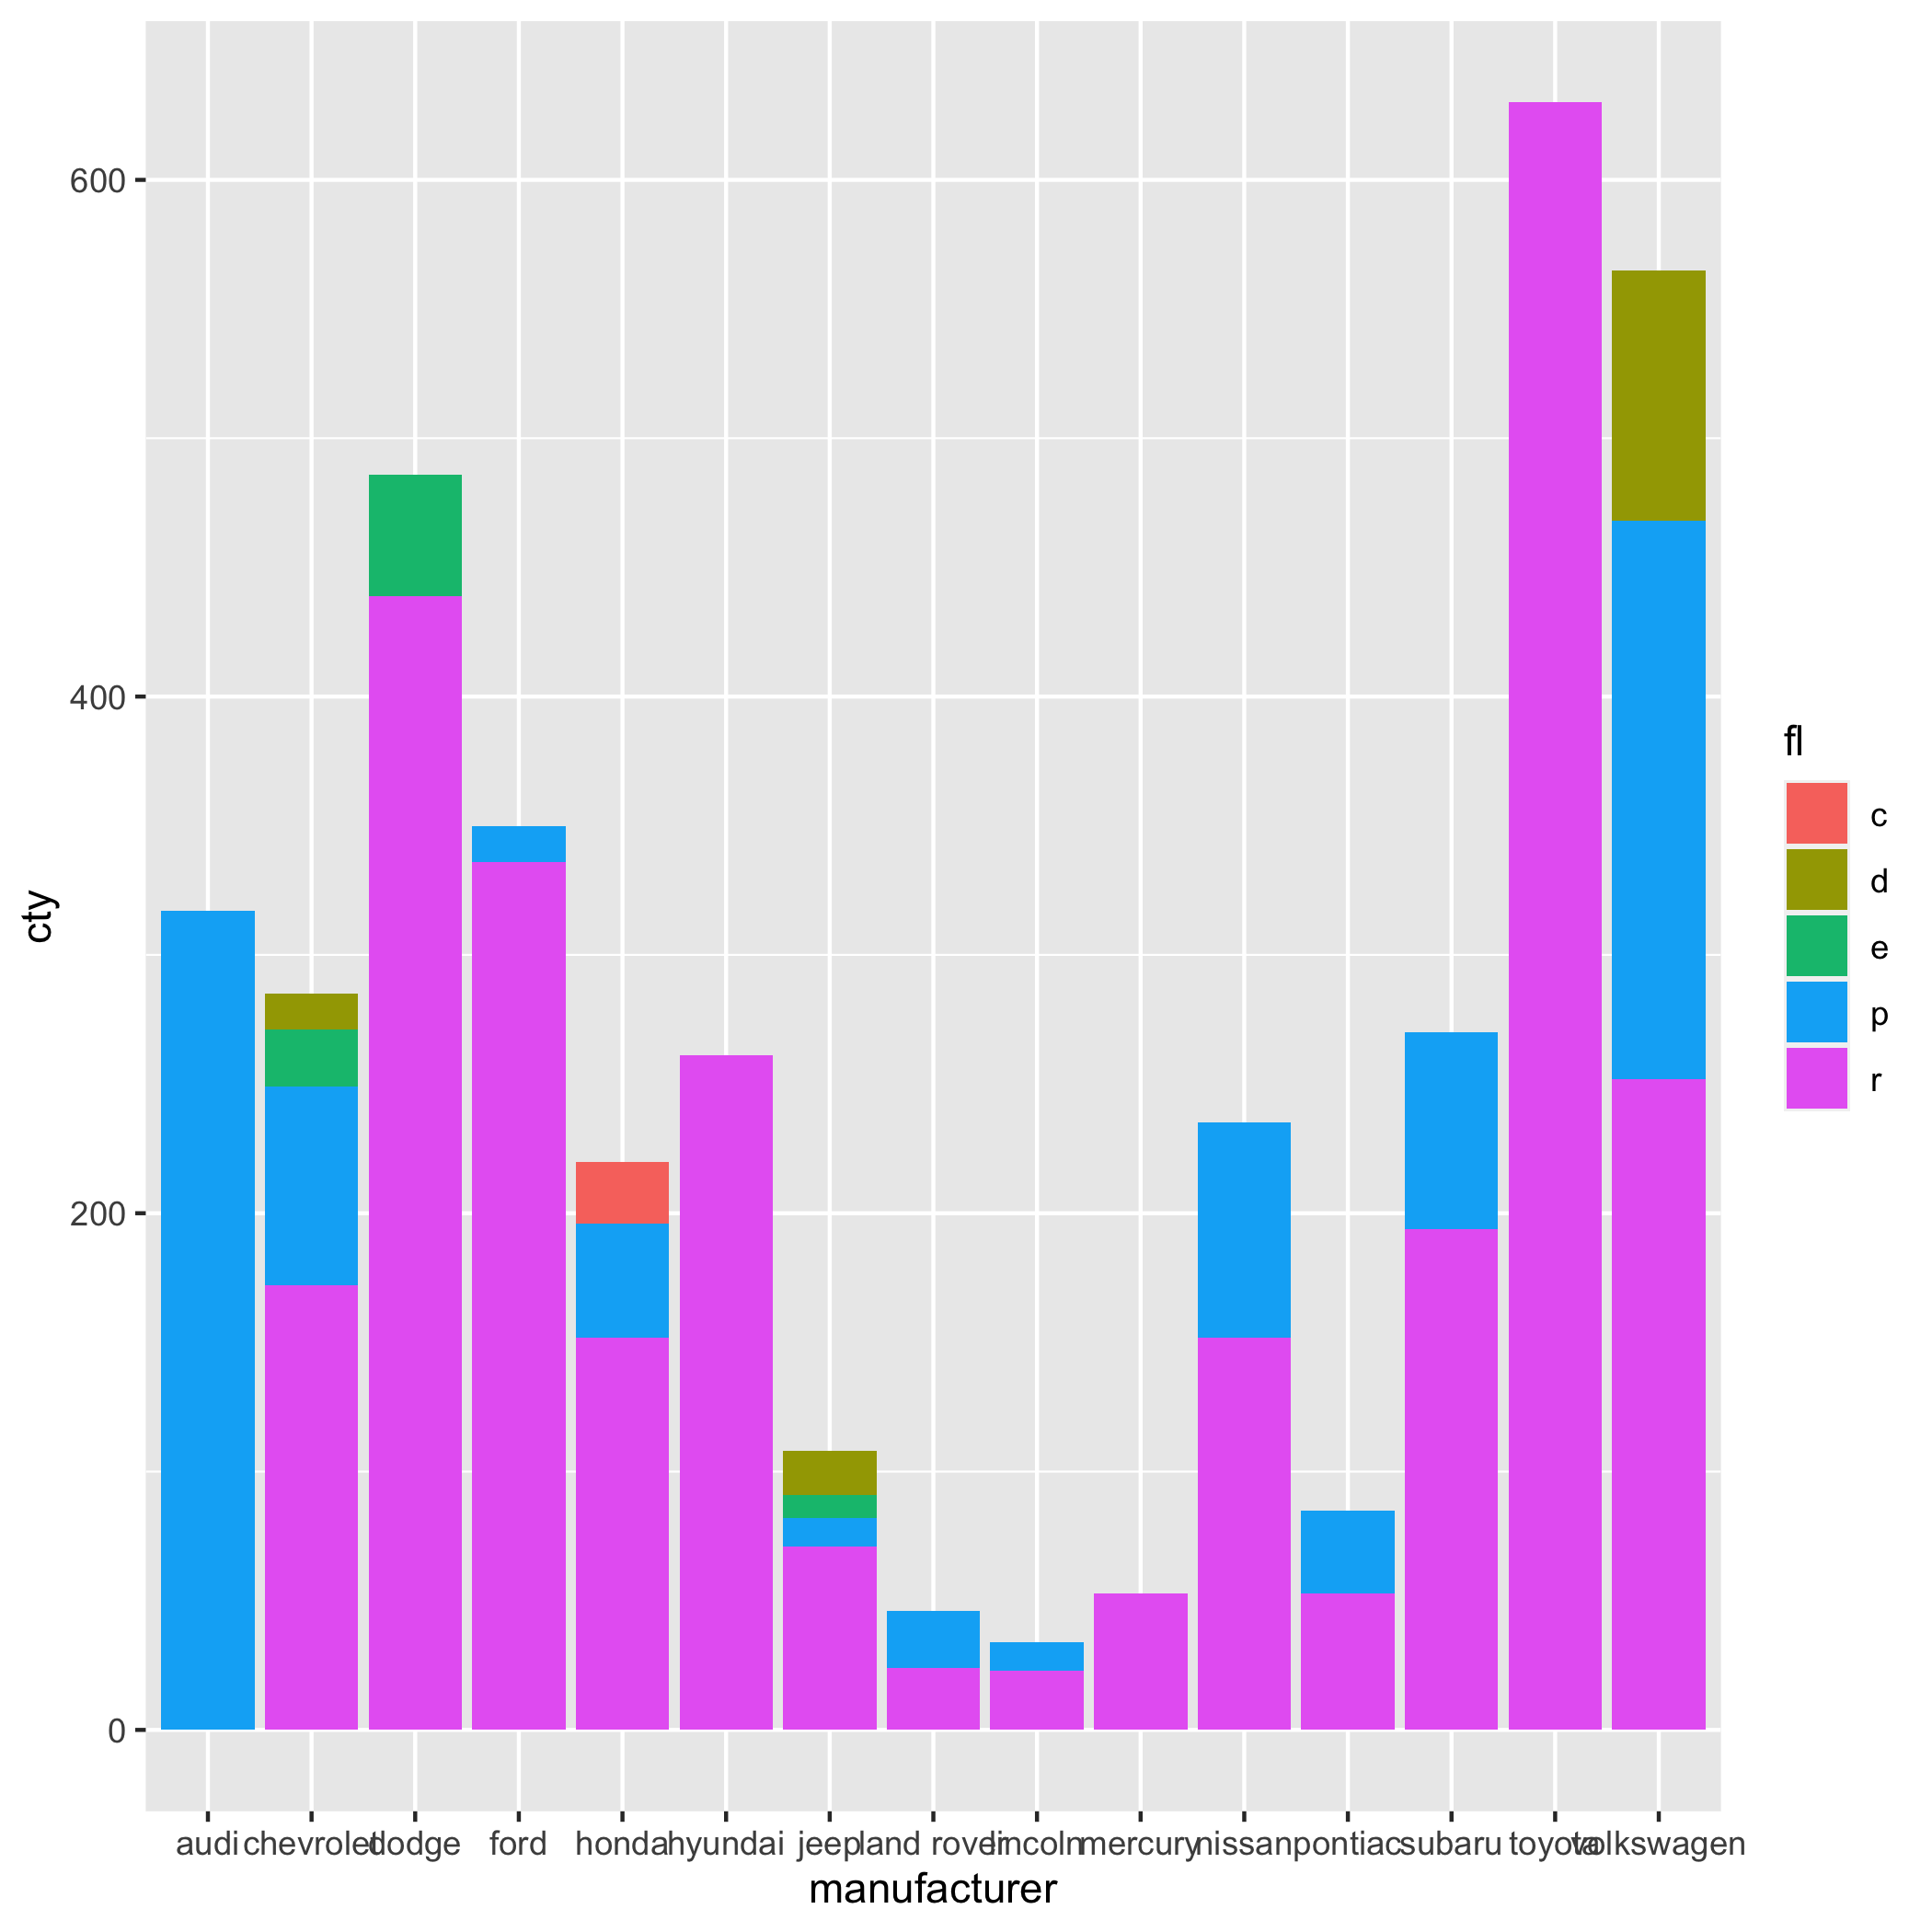 600
400
200
0
cty
audi chevrolet dodge ford honda hyundai jeep land rover lincoln mercury nissan pontiac subaru toyota volkswagen
manufacturer
fl
c
d
e
p
r